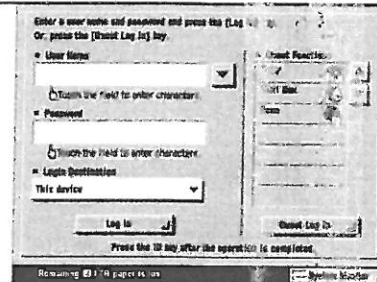 Enter a user name and password and press the [Log
Or, press the [Guest Log In] key.
User Name
Touch the field to enter characters.
Password
Touch the field to enter characters.
Login Destination
This device
Log In
Guest Log In
Press the ID key after the operation is completed.
paper is
System Monitor